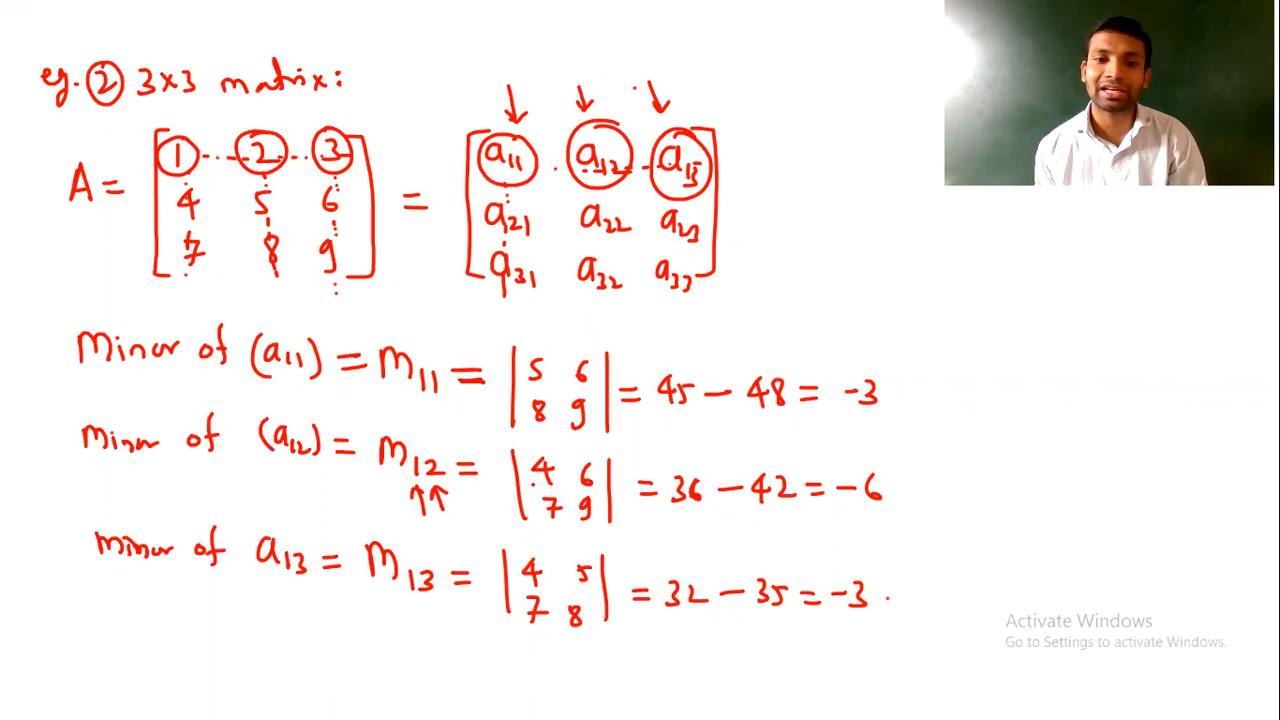 eg. ② 3×3 matrix:
A = [1 2 3 = [a11 a12 a13
4 5 6 a21 a22 a23
7 8 9] a31 a32 a33]
Minor of (a11) = M11 = |5 6
8 9| = 45 - 48 = -3
Minor of (a12) = M12 = |4 6
7 9| = 36 - 42 = -6
Minor of a13 = M13 = |4 5
7 8| = 32 - 35 = -3
Activate Windows
Go to Settings to activate Windows.